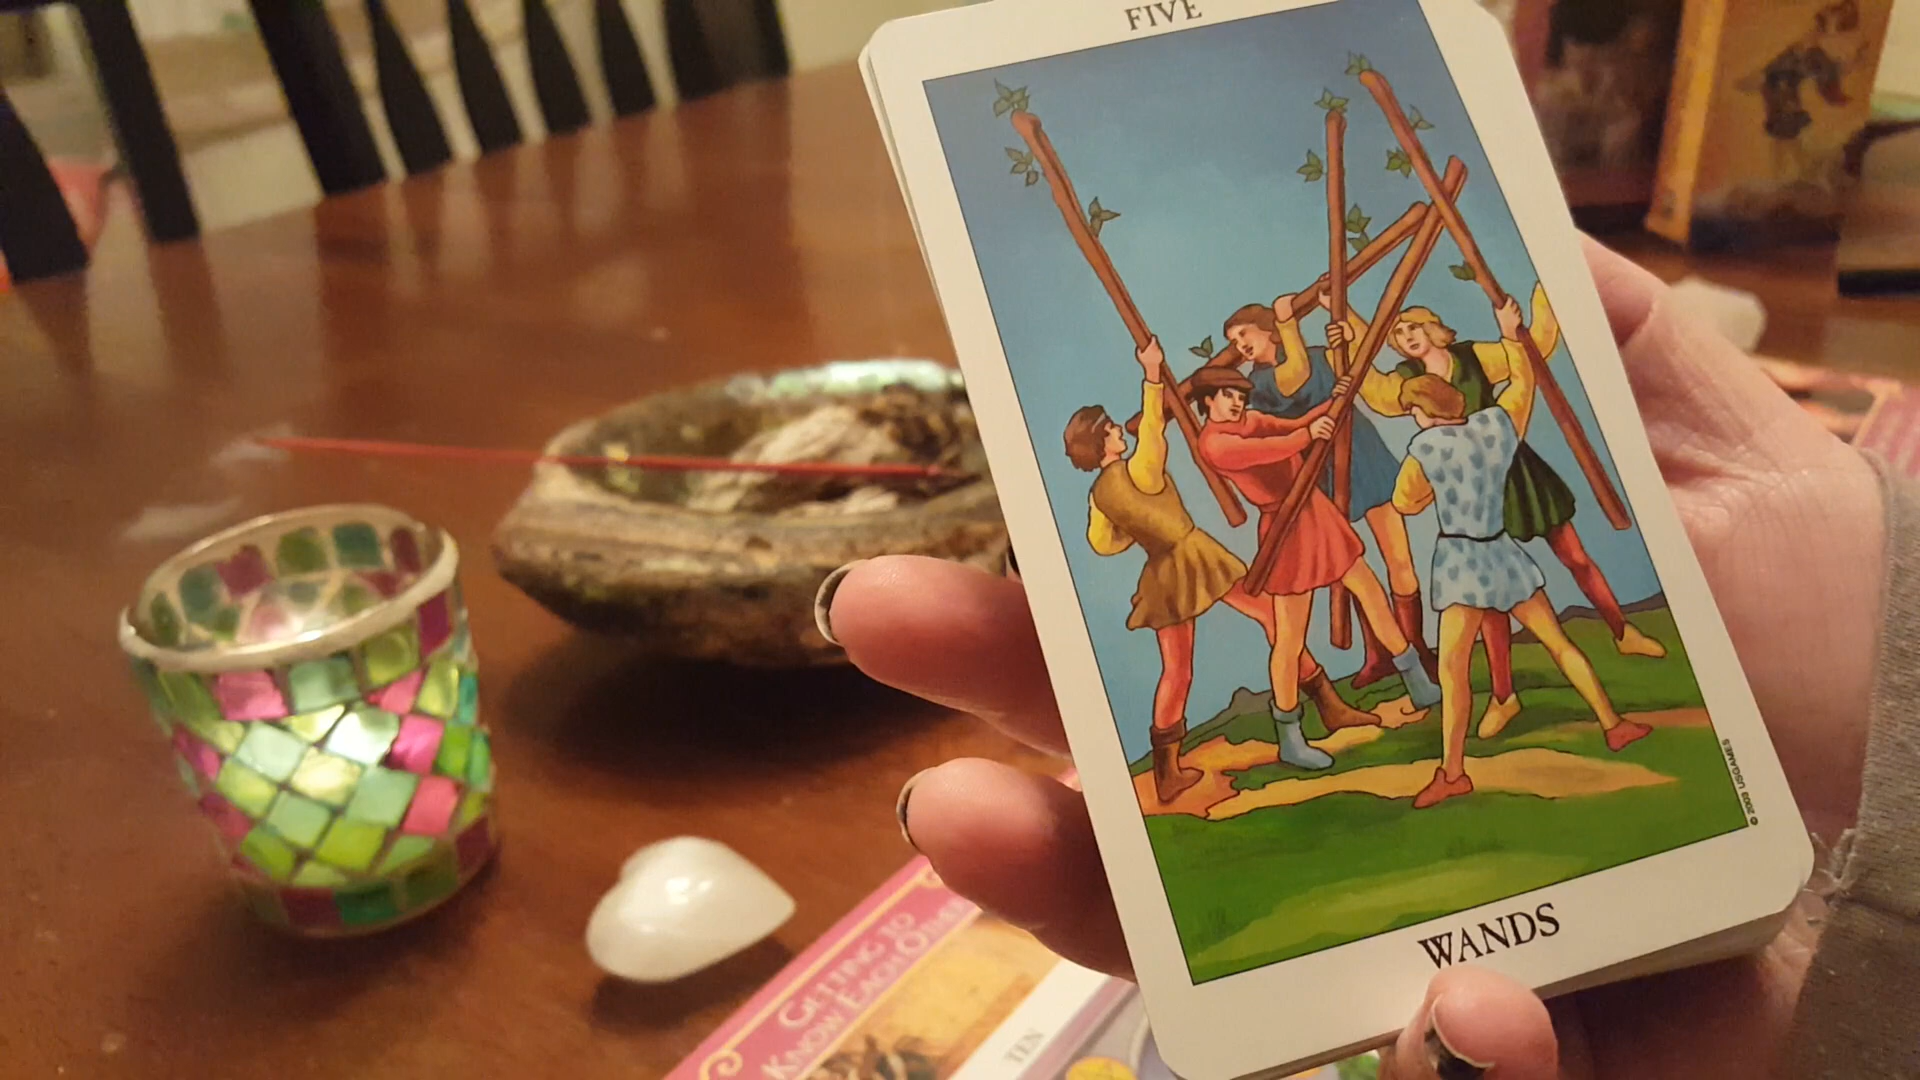 FIVE
WANDS
© 2003 USGAMES
GETTING TO
KNOW EACH OTHER
TEN